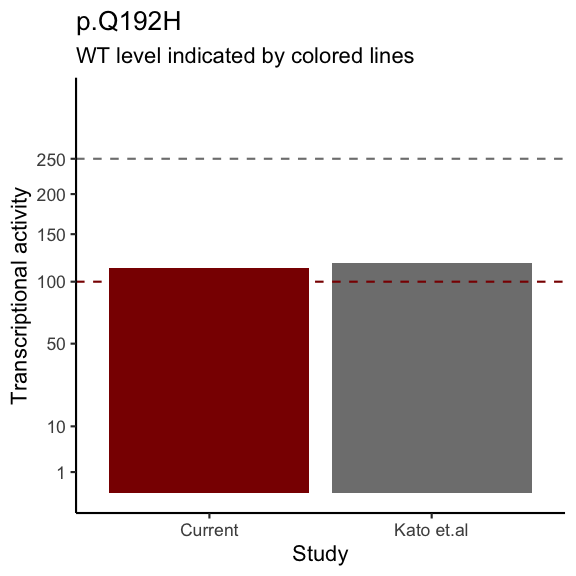 p.Q192H
WT level indicated by colored lines
Transcriptional activity
250
200
150
100
50
10
1
Current
Kato et.al
Study